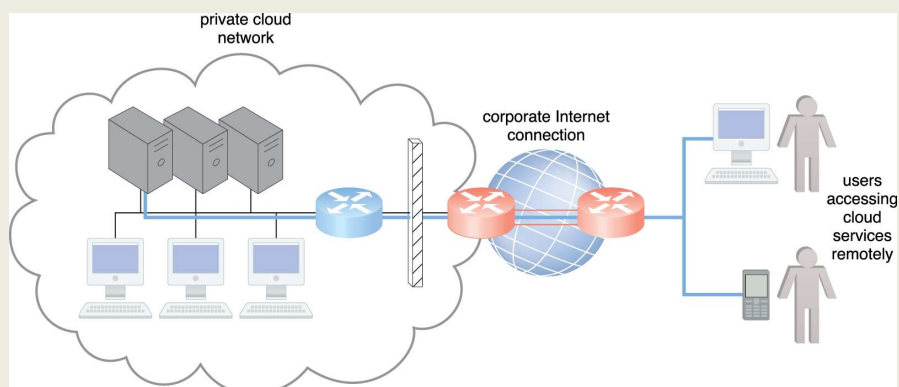 private cloud
network
corporate Internet
connection
users
accessing
cloud
services
remotely